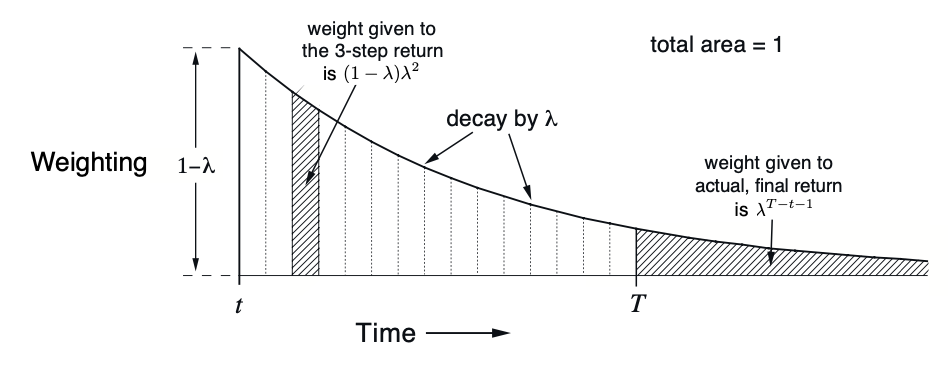 weight given to
the 3-step return
is (1 − λ)λ²
total area = 1
decay by λ
Weighting
1−λ
weight given to
actual, final return
is λᵀ⁻ᵗ⁻¹
t
T
Time